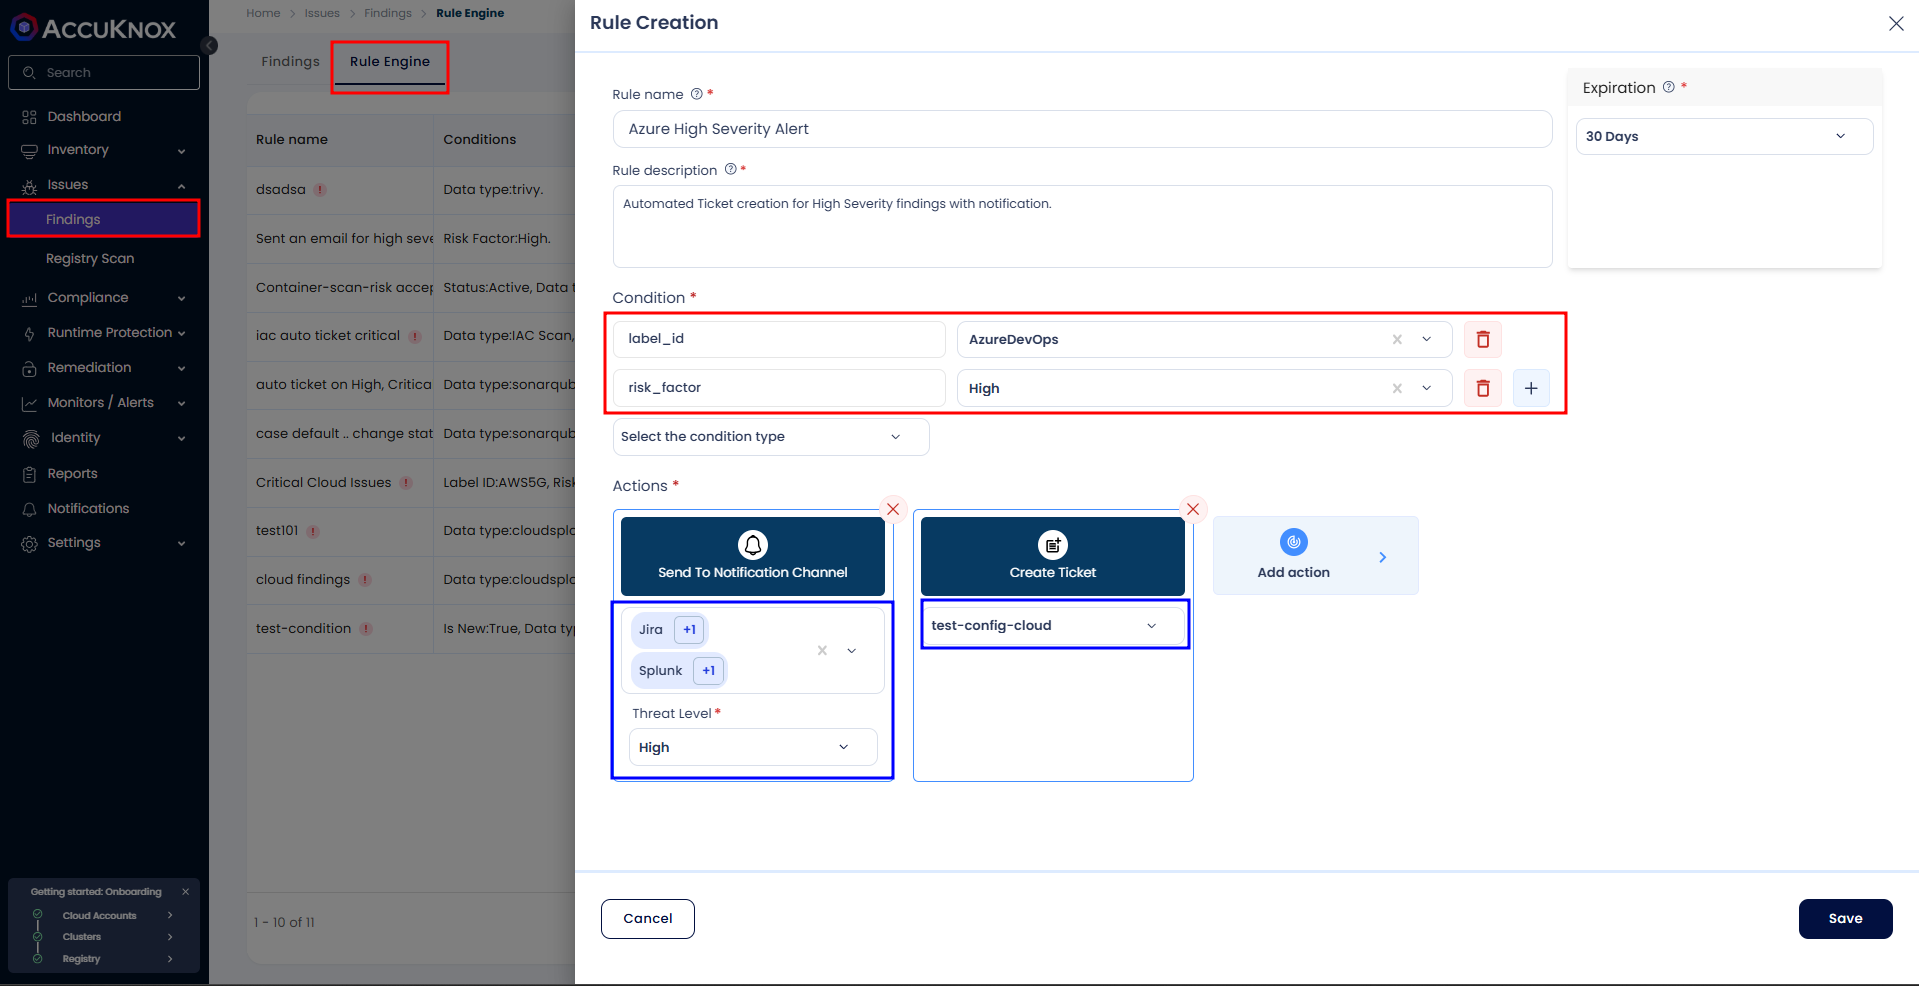 ACCUKNOX
Search
Dashboard
Inventory
Issues
Findings
Registry Scan
Compliance
Runtime Protection
Remediation
Monitors / Alerts
Identity
Reports
Notifications
Settings
Getting started: Onboarding
Cloud Accounts
Clusters
Registry
Home > Issues > Findings > Rule Engine
Findings
Rule Engine
Rule name Conditions
dsadsa ! Data type:trivy.
Sent an email for high seve Risk Factor:High.
Container-scan-risk accep Status:Active, Data t
iac auto ticket critical ! Data type:IAC Scan,
auto ticket on High, Critica Data type:sonarqub
case default .. change stat Data type:sonarqub
Critical Cloud Issues ! Label ID:AWS5G, Risk
test101 ! Data type:cloudsplo
cloud findings ! Data type:cloudsplo
test-condition ! Is New:True, Data typ
1 - 10 of 11
Rule Creation
Rule name ? *
Azure High Severity Alert
Rule description ? *
Automated Ticket creation for High Severity findings with notification.
Expiration ? *
30 Days
Condition *
label_id AzureDevOps
risk_factor High
Select the condition type
Actions *
Send To Notification Channel
Jira +1
Splunk +1
Threat Level *
High
Create Ticket
test-config-cloud
Add action
Cancel
Save